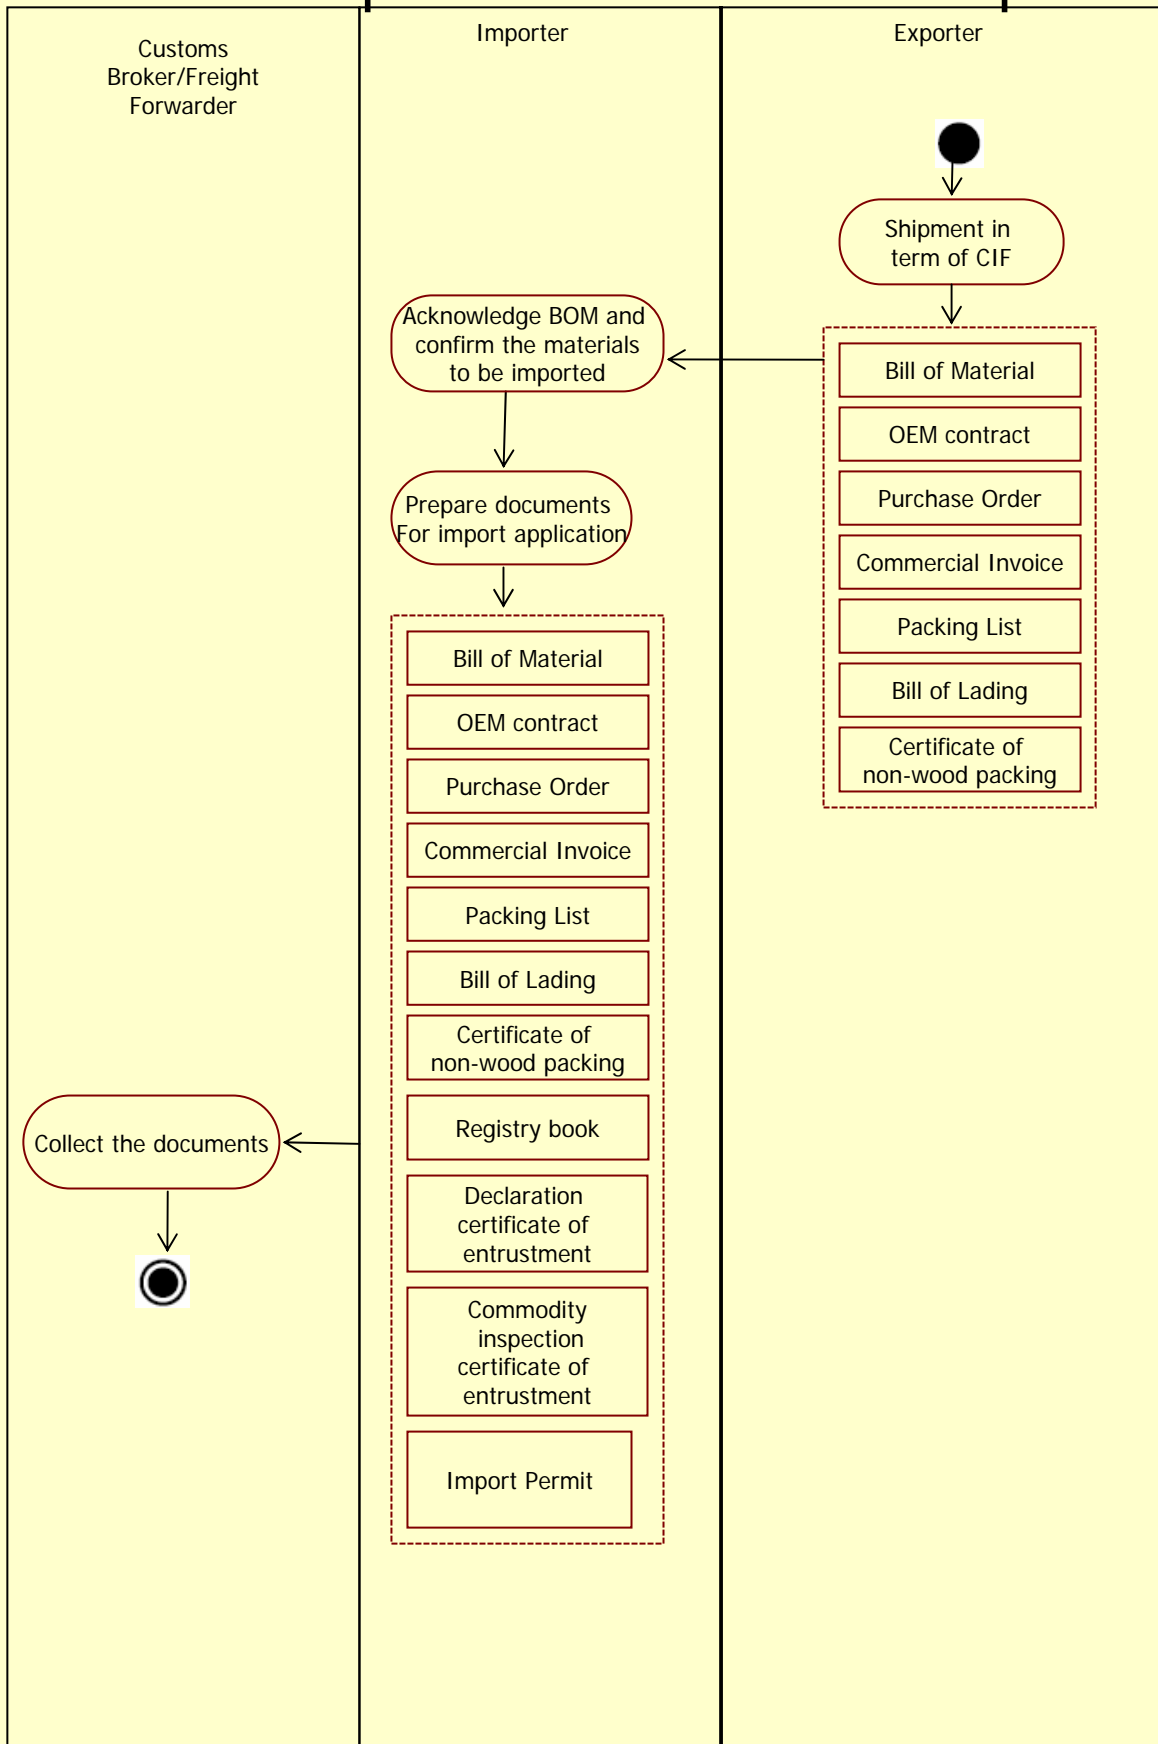 Customs
Broker/Freight
Forwarder
Importer
Exporter
Shipment in
term of CIF
Bill of Material
OEM contract
Purchase Order
Commercial Invoice
Packing List
Bill of Lading
Certificate of
non-wood packing
Acknowledge BOM and
confirm the materials
to be imported
Prepare documents
For import application
Bill of Material
OEM contract
Purchase Order
Commercial Invoice
Packing List
Bill of Lading
Certificate of
non-wood packing
Registry book
Declaration
certificate of
entrustment
Commodity
inspection
certificate of
entrustment
Import Permit
Collect the documents